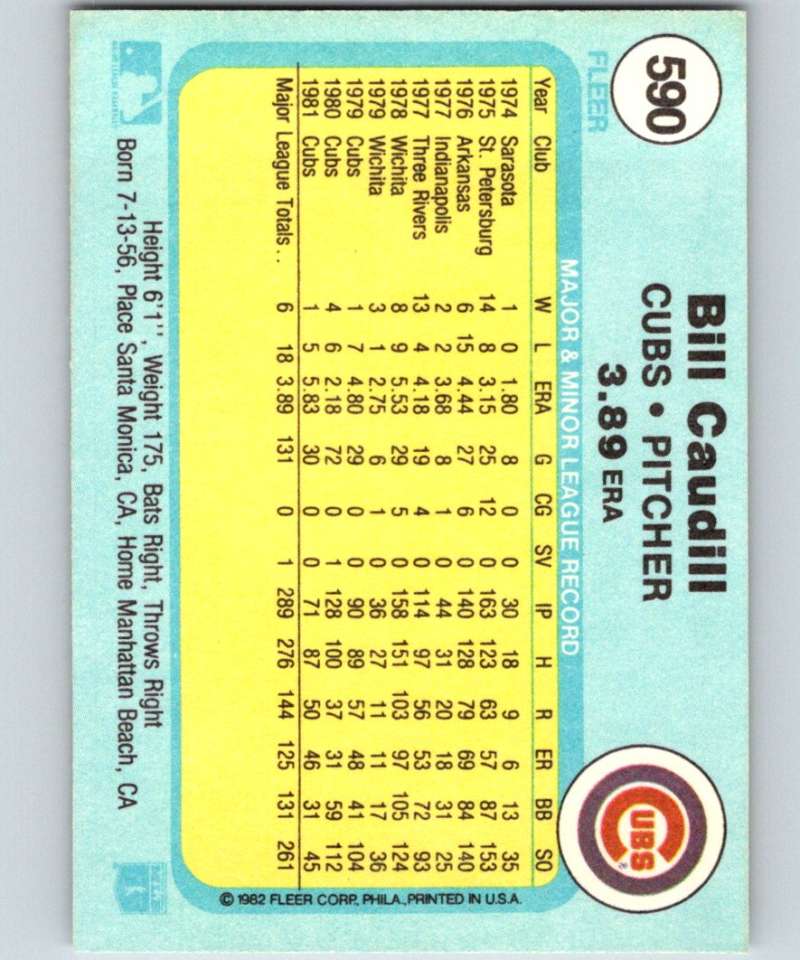 590
FLEER
Bill Caudill
CUBS • PITCHER
3.89 ERA
CUBS
MAJOR & MINOR LEAGUE RECORD
Year Club W L ERA G CG SV IP H R ER BB SO
1974 Sarasota 1 0 1.80 8 0 0 30 18 9 6 13 35
1975 St. Petersburg 14 8 3.15 25 12 0 163 123 63 57 87 153
1976 Arkansas 6 15 4.44 27 6 0 140 128 79 69 84 140
1977 Indianapolis 2 2 3.68 8 1 0 44 31 20 18 31 25
1977 Three Rivers 13 4 4.18 19 4 0 114 97 56 53 72 93
1978 Wichita 8 9 5.53 29 5 0 158 151 103 97 105 124
1979 Wichita 3 1 2.75 6 1 0 36 27 11 11 17 36
1979 Cubs 1 7 4.80 29 0 0 90 89 57 48 41 104
1980 Cubs 4 6 2.18 72 0 1 128 100 37 31 59 112
1981 Cubs 1 5 5.83 30 0 0 71 87 50 46 31 45
Major League Totals . . 6 18 3.89 131 0 1 289 276 144 125 131 261
© 1982 FLEER CORP., PHILA., PRINTED IN U.S.A.
MAJOR LEAGUE BASEBALL
Height 6'1", Weight 175, Bats Right, Throws Right
Born 7-13-56, Place Santa Monica, CA, Home Manhattan Beach, CA